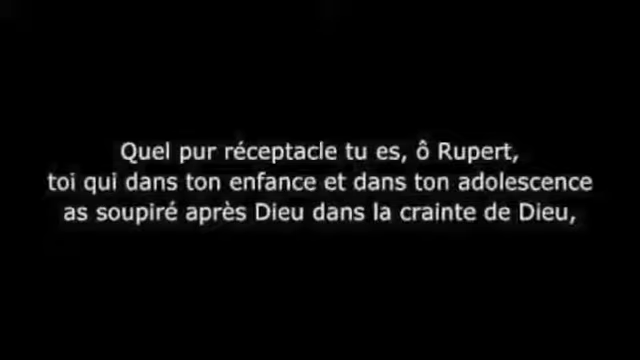 Quel pur réceptacle tu es, ô Rupert,
toi qui dans ton enfance et dans ton adolescence
as soupiré après Dieu dans la crainte de Dieu,